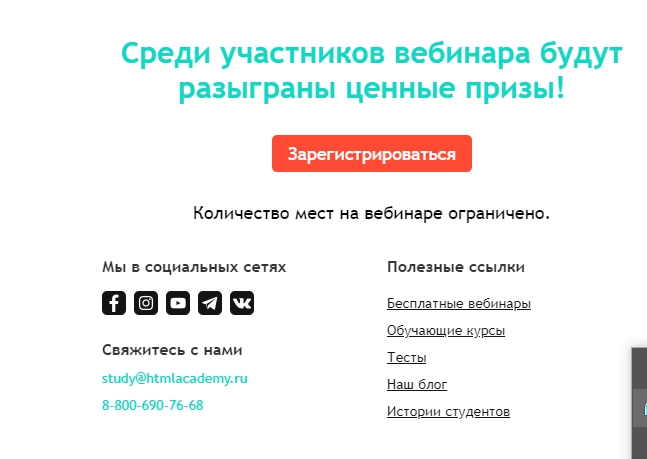 Среди участников вебинара будут
разыграны ценные призы!
Зарегистрироваться
Количество мест на вебинаре ограничено.
Мы в социальных сетях
Свяжитесь с нами
study@htmlacademy.ru
8-800-690-76-68
Полезные ссылки
Бесплатные вебинары
Обучающие курсы
Тесты
Наш блог
Истории студентов